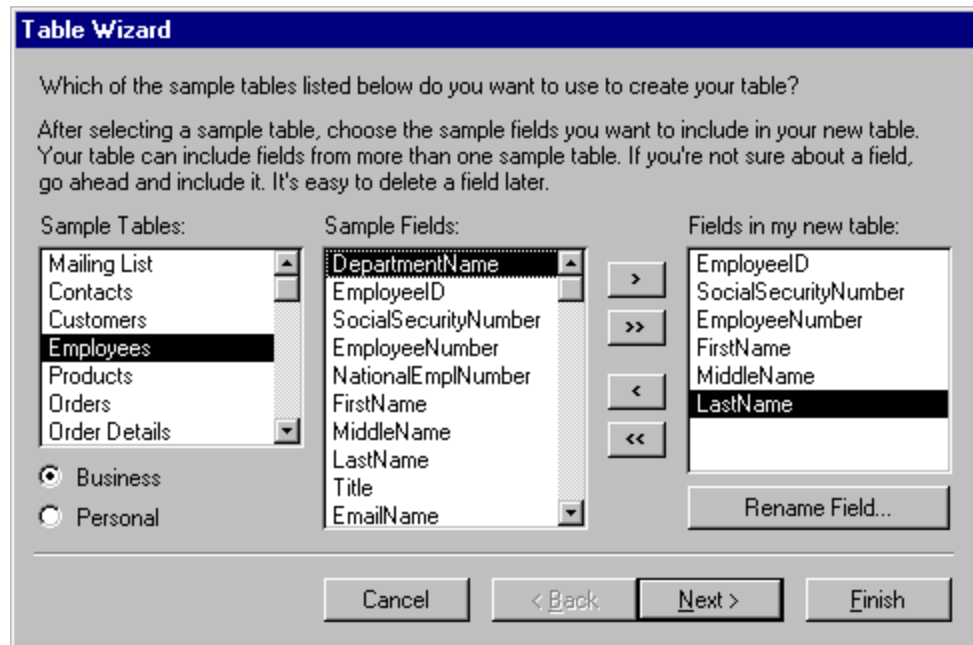 Table Wizard
Which of the sample tables listed below do you want to use to create your table?
After selecting a sample table, choose the sample fields you want to include in your new table.
Your table can include fields from more than one sample table. If you're not sure about a field,
go ahead and include it. It's easy to delete a field later.
Sample Tables:
Mailing List
Contacts
Customers
Employees
Products
Orders
Order Details
Business
Personal
Sample Fields:
DepartmentName
EmployeeID
SocialSecurityNumber
EmployeeNumber
NationalEmplNumber
FirstName
MiddleName
LastName
Title
EmailName
>
>>
<
<<
Fields in my new table:
EmployeeID
SocialSecurityNumber
EmployeeNumber
FirstName
MiddleName
LastName
Rename Field...
Cancel
< Back
Next >
Finish